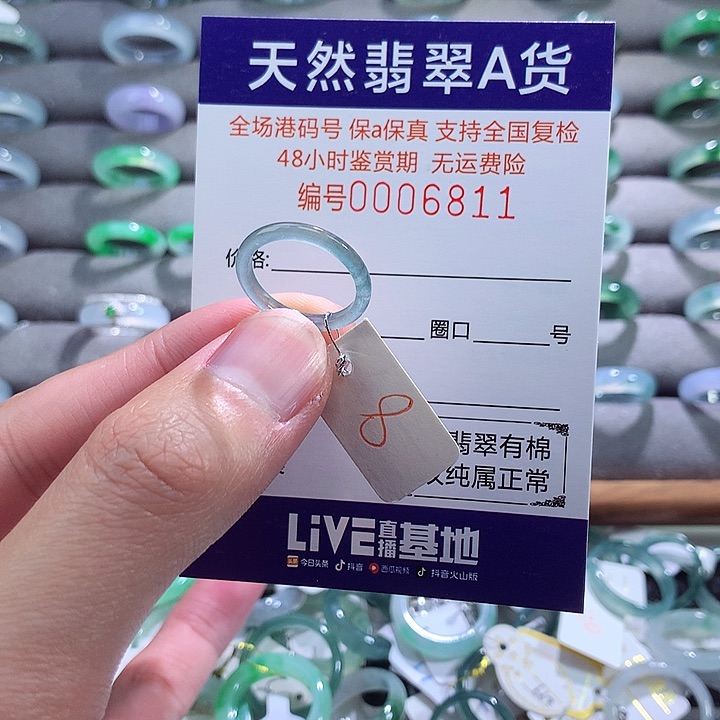 天然翡翠A货
全场港码号 保a保真 支持全国复检
48小时鉴赏期 无运费险
编号0006811
价格:
圈口 号
8
翡翠有棉
纯属正常
LiVE直播基地
今日头条 抖音 西瓜视频 抖音火山版